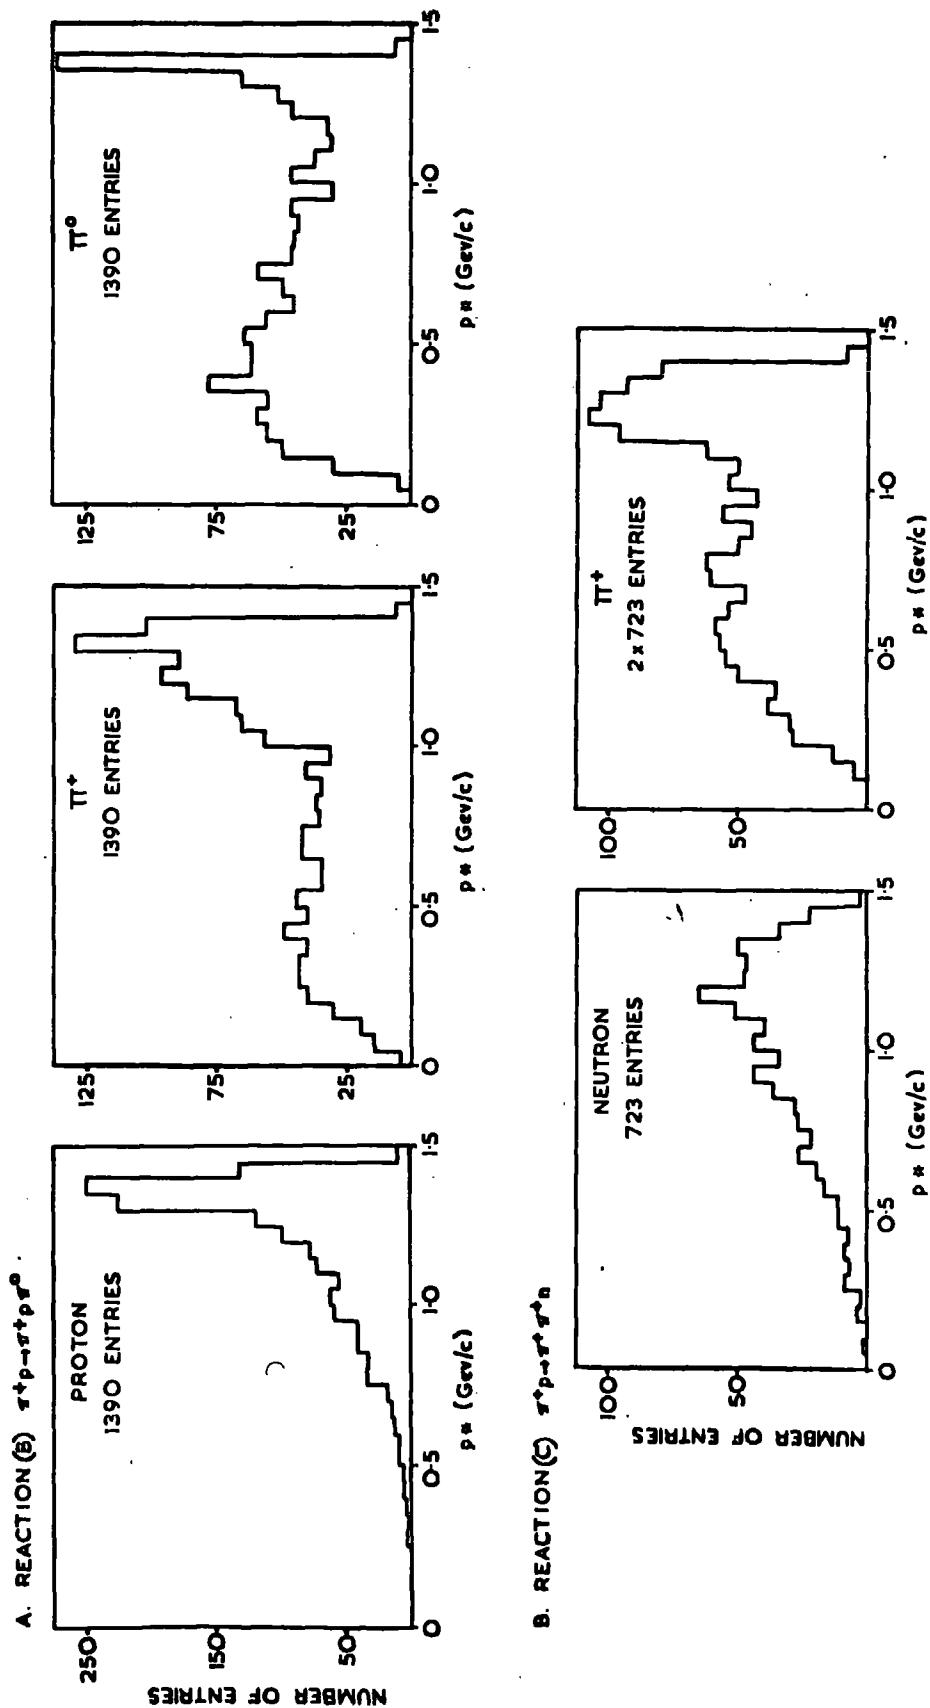 A. REACTION (B) π⁺p→π⁺pπ⁰
NUMBER OF ENTRIES
250
150
50
PROTON
1390 ENTRIES
0
0·5
1·0
1·5
p* (Gev/c)
125
75
25
π⁺
1390 ENTRIES
0
0·5
1·0
1·5
p* (Gev/c)
125
75
25
π⁰
1390 ENTRIES
0
0·5
1·0
1·5
p* (Gev/c)
B. REACTION (C) π⁺p→π⁺π⁺n
NUMBER OF ENTRIES
100
50
NEUTRON
723 ENTRIES
0
0·5
1·0
1·5
p* (Gev/c)
100
50
π⁺
2 x 723 ENTRIES
0
0·5
1·0
1·5
p* (Gev/c)